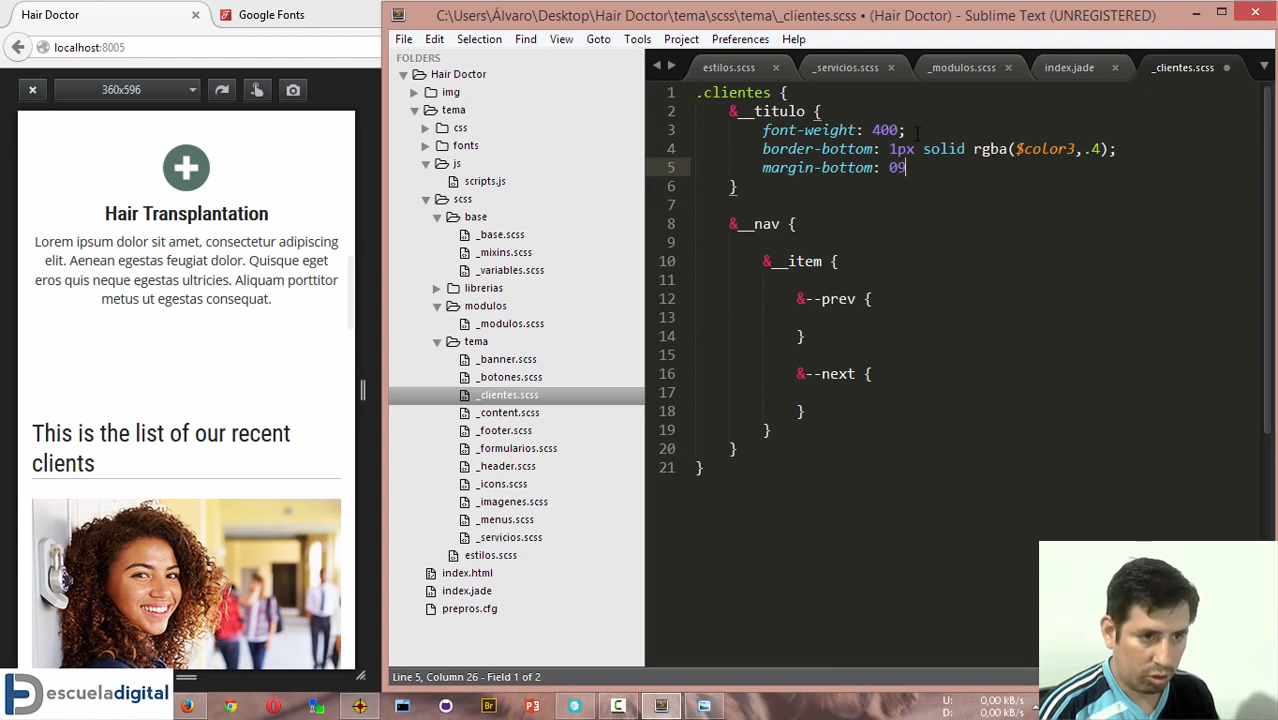 Hair Doctor
Google Fonts
C:\Users\Álvaro\Desktop\Hair Doctor\tema\scss\tema\_clientes.scss • (Hair Doctor) - Sublime Text (UNREGISTERED)
localhost:8005
File Edit Selection Find View Goto Tools Project Preferences Help
360x596
FOLDERS
Hair Doctor
img
tema
css
fonts
js
scripts.js
scss
base
_base.scss
_mixins.scss
_variables.scss
librerias
modulos
_modulos.scss
tema
_banner.scss
_botones.scss
_clientes.scss
_content.scss
_footer.scss
_formularios.scss
_header.scss
_icons.scss
_imagenes.scss
_menus.scss
_servicios.scss
estilos.scss
index.html
index.jade
prepros.cfg
estilos.scss
_servicios.scss
_modulos.scss
index.jade
_clientes.scss
1 .clientes {
2 &__titulo {
3 font-weight: 400;
4 border-bottom: 1px solid rgba($color3,.4);
5 margin-bottom: 09
6 }
7
8 &__nav {
9
10 &__item {
11
12 &--prev {
13
14 }
15
16 &--next {
17
18 }
19 }
20 }
21 }
Hair Transplantation
Lorem ipsum dolor sit amet, consectetur adipiscing
elit. Aenean egestas feugiat dolor. Quisque eget
eros quis neque egestas ultricies. Aliquam porttitor
metus ut egestas consequat.
This is the list of our recent
clients
Line 5, Column 26 - Field 1 of 2
escueladigital
Br
U: 0,00 kB/s
D: 0,00 kB/s